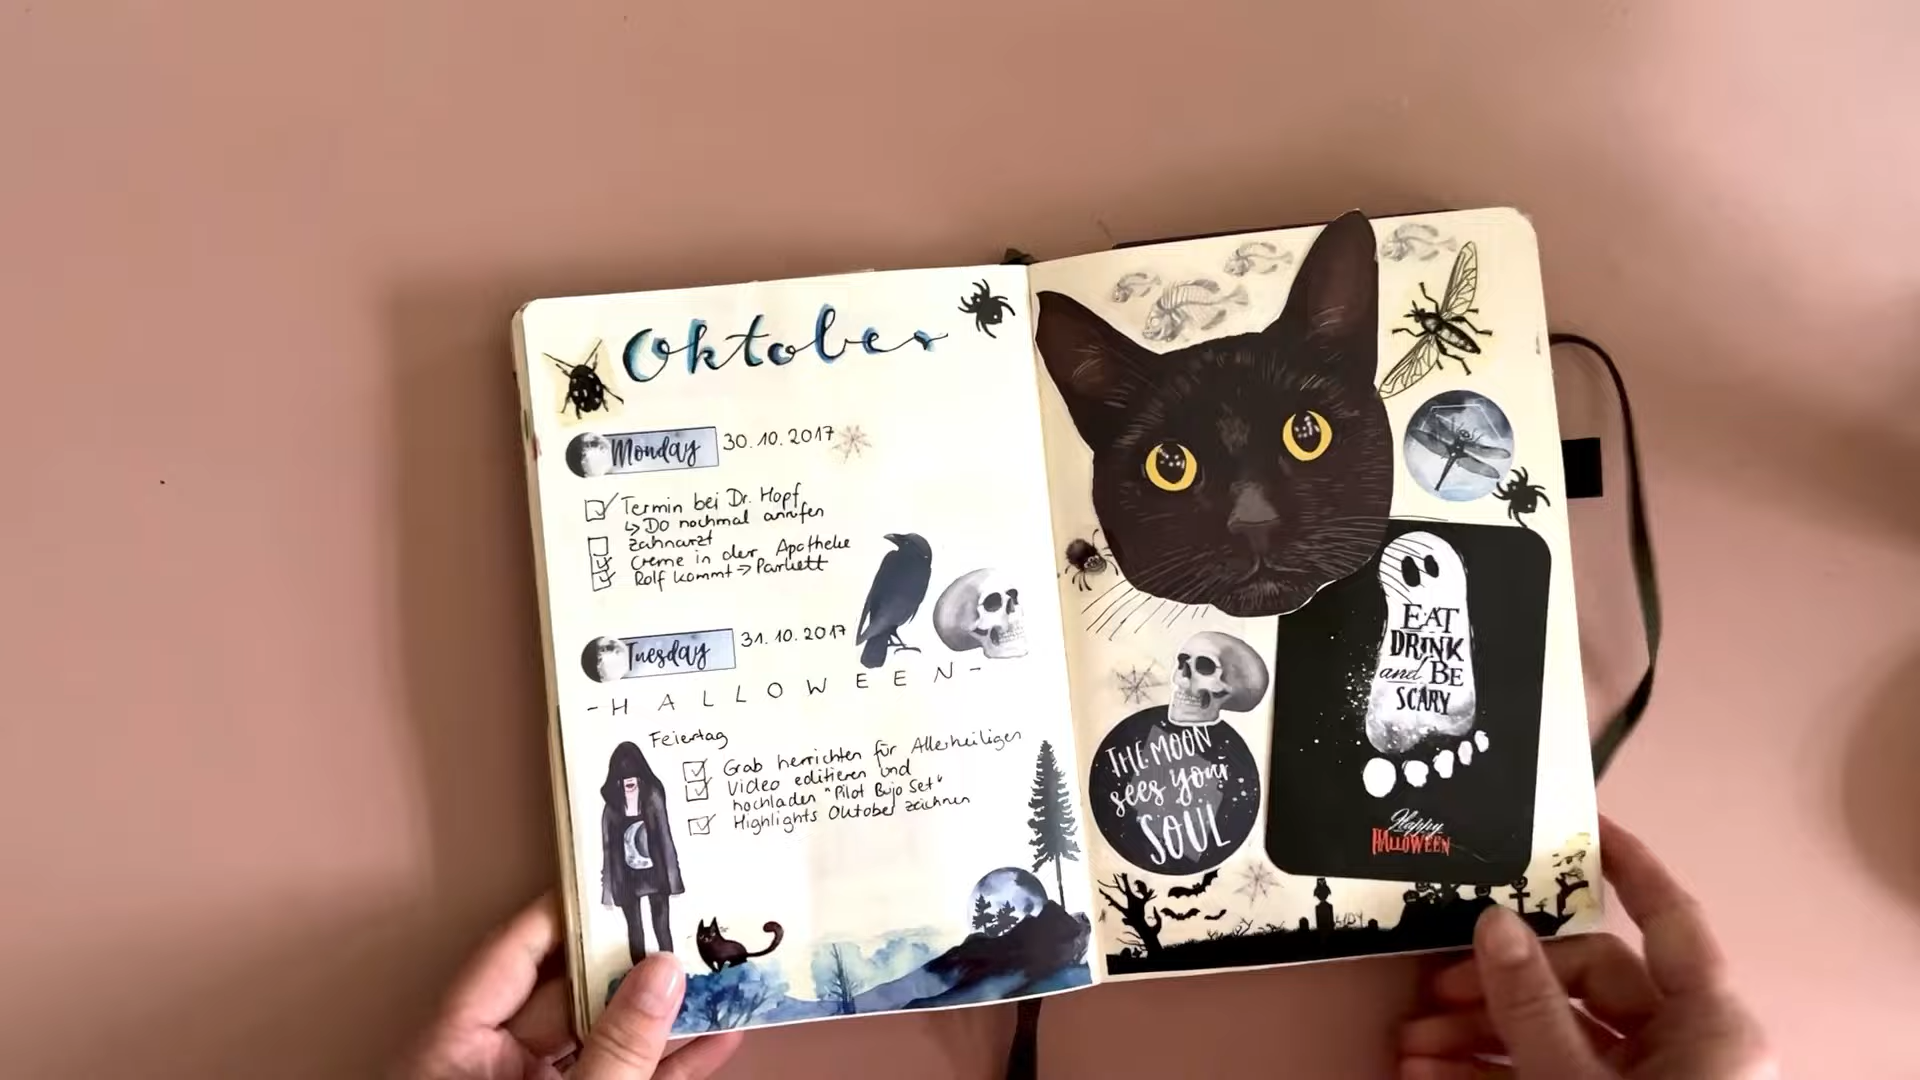 Oktober
Monday 30.10.2017
Termin bei Dr. Hopf
↳ Do nochmal anrufen
Zahnarzt
Creme in der Apotheke
Rolf kommt → Parkett
Tuesday 31.10.2017
- HALLOWEEN -
Feiertag
Grab herrichten für Allerheiligen
Video editieren und
hochladen "Pilot Bujo Set"
Highlights Oktober zeichnen
EAT
DRINK
and BE
SCARY
Happy
HALLOWEEN
THE MOON
sees your
SOUL